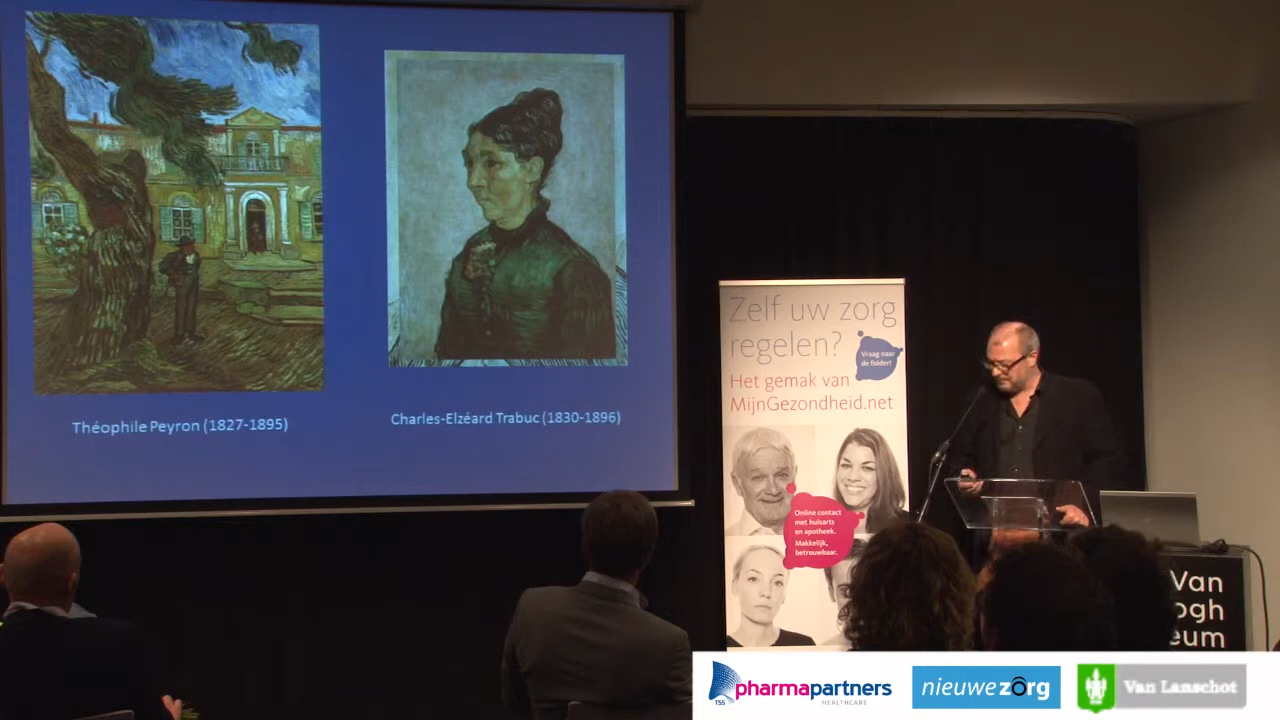 Théophile Peyron (1827-1895)
Charles-Elzéard Trabuc (1830-1896)
Zelf uw zorg
regelen?
Vraag naar
de folder!
Het gemak van
MijnGezondheid.net
Online contact
met huisarts
en apotheek.
Makkelijk,
betrouwbaar.
Van
ogh
eum
TSS
pharmapartners
HEALTHCARE
nieuwezorg
Van Lanschot